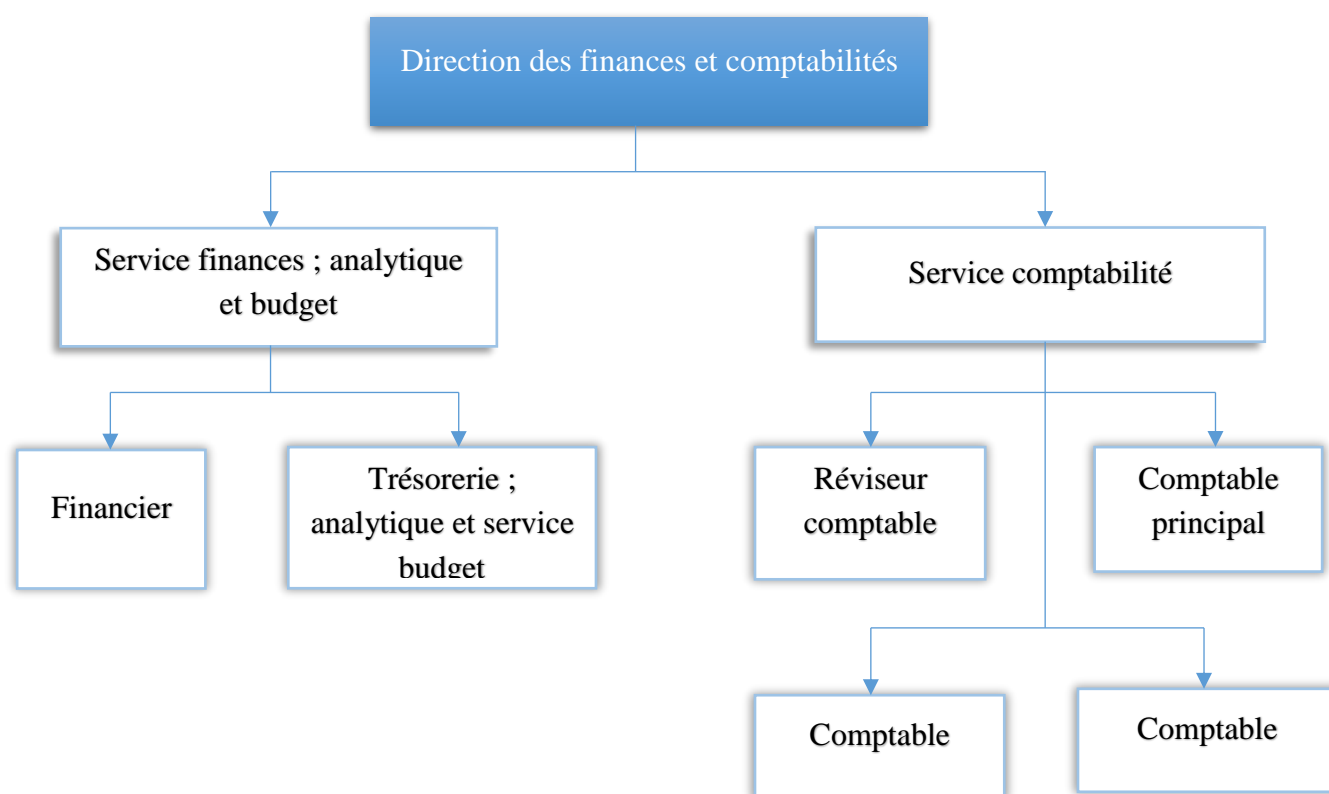 Direction des finances et comptabilités
Service finances ; analytique
et budget
Service comptabilité
Financier
Trésorerie ;
analytique et service
budget
Réviseur
comptable
Comptable
principal
Comptable
Comptable